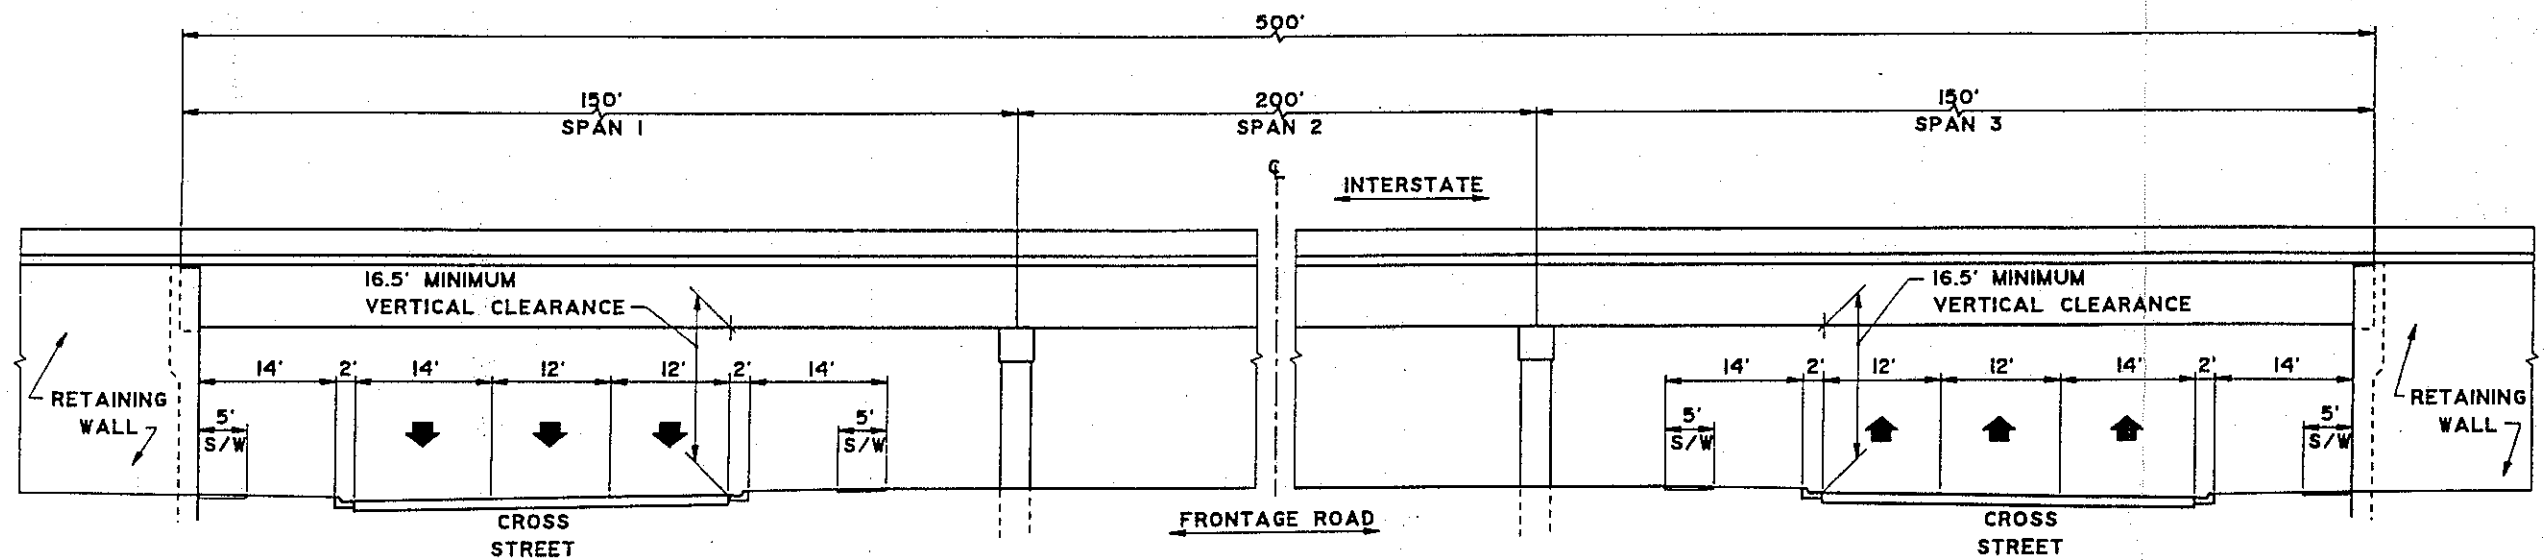 500'
150'
200'
150'
SPAN 1
SPAN 2
SPAN 3
℄
INTERSTATE
16.5' MINIMUM
VERTICAL CLEARANCE
16.5' MINIMUM
VERTICAL CLEARANCE
14' 2' 14' 12' 12' 2' 14'
14' 2' 12' 12' 14' 2' 14'
RETAINING
WALL
5'
S/W
5'
S/W
5'
S/W
5'
S/W
RETAINING
WALL
CROSS
STREET
FRONTAGE ROAD
CROSS
STREET